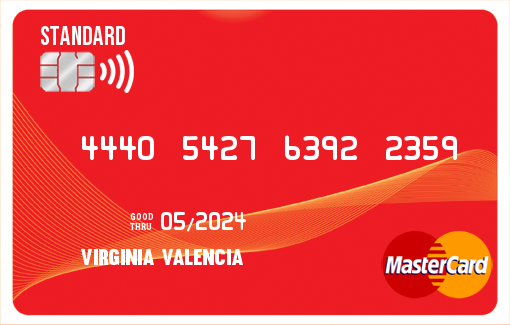 STANDARD
4440 5427 6392 2359
GOOD
THRU 05/2024
VIRGINIA VALENCIA
MasterCard